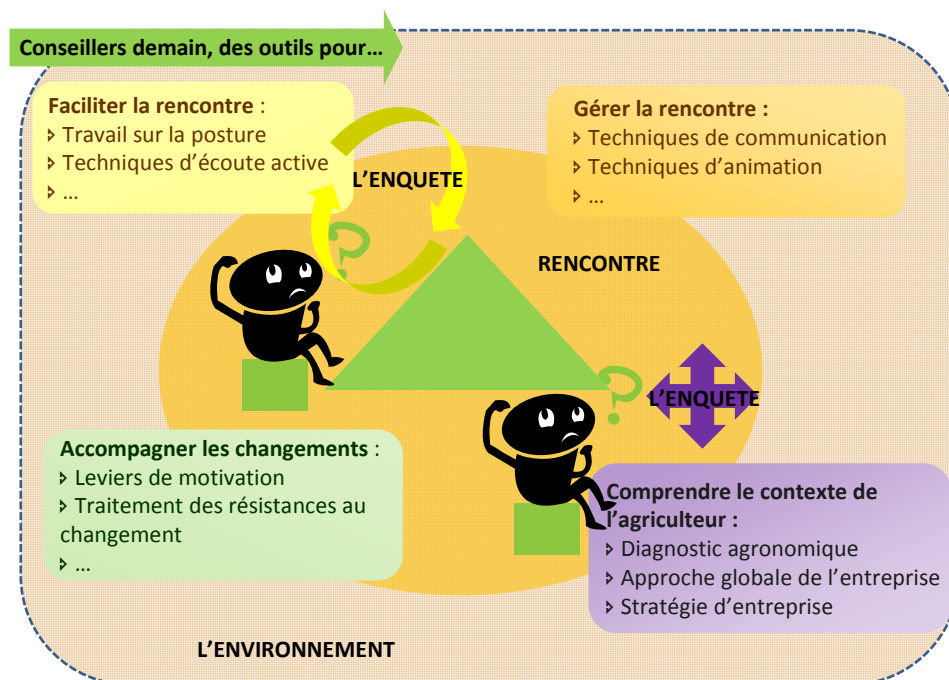 Conseillers demain, des outils pour…
Faciliter la rencontre :
Travail sur la posture
Techniques d'écoute active
...
L'ENQUETE
Gérer la rencontre :
Techniques de communication
Techniques d'animation
...
?
RENCONTRE
?
L'ENQUETE
Accompagner les changements :
Leviers de motivation
Traitement des résistances au
changement
...
Comprendre le contexte de
l'agriculteur :
Diagnostic agronomique
Approche globale de l'entreprise
Stratégie d'entreprise
L'ENVIRONNEMENT